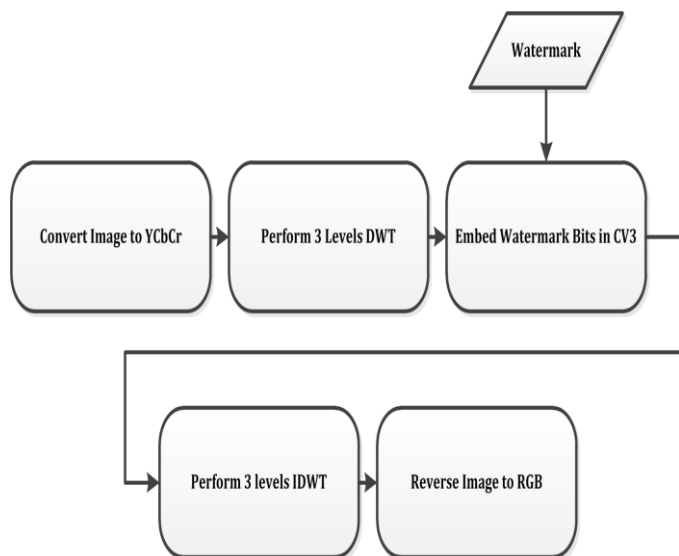 Watermark
Convert Image to YCbCr
Perform 3 Levels DWT
Embed Watermark Bits in CV3
Perform 3 levels IDWT
Reverse Image to RGB